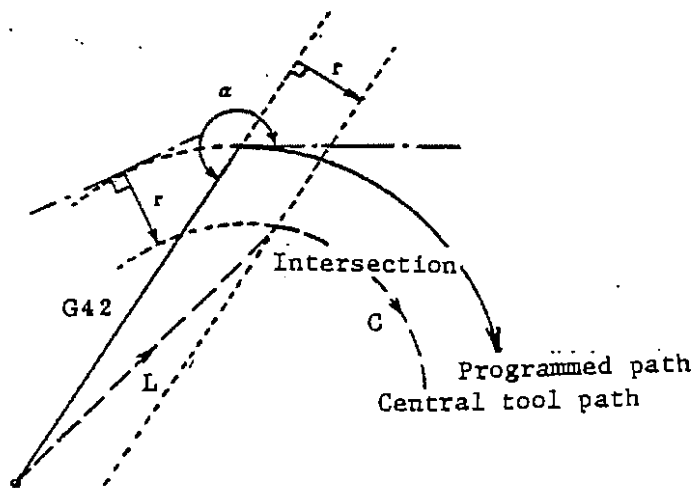 r
α
r
Intersection
G42
C
L
Programmed path
Central tool path